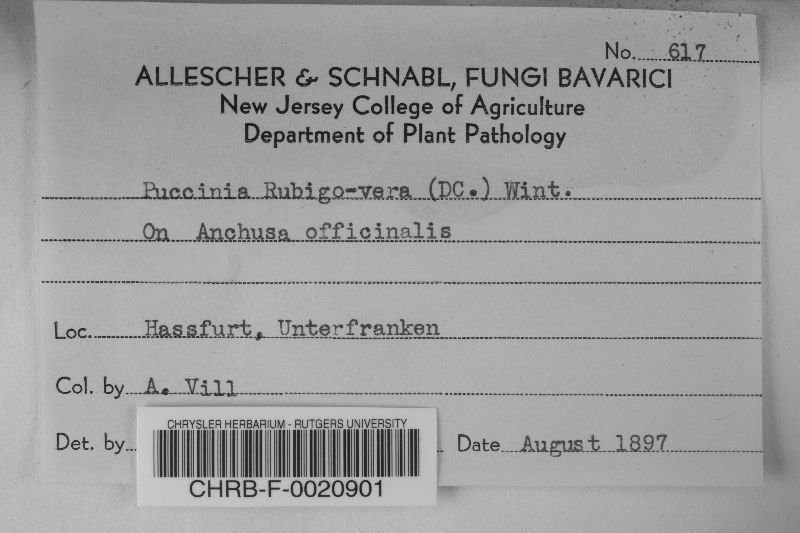 No. 617
ALLESCHER & SCHNABL, FUNGI BAVARICI
New Jersey College of Agriculture
Department of Plant Pathology
Puccinia Rubigo-vera (DC.) Wint.
On Anchusa officinalis
Loc. Hassfurt, Unterfranken
Col. by A. Vill
Det. by Date August 1897
CHRYSLER HERBARIUM - RUTGERS UNIVERSITY
CHRB-F-0020901